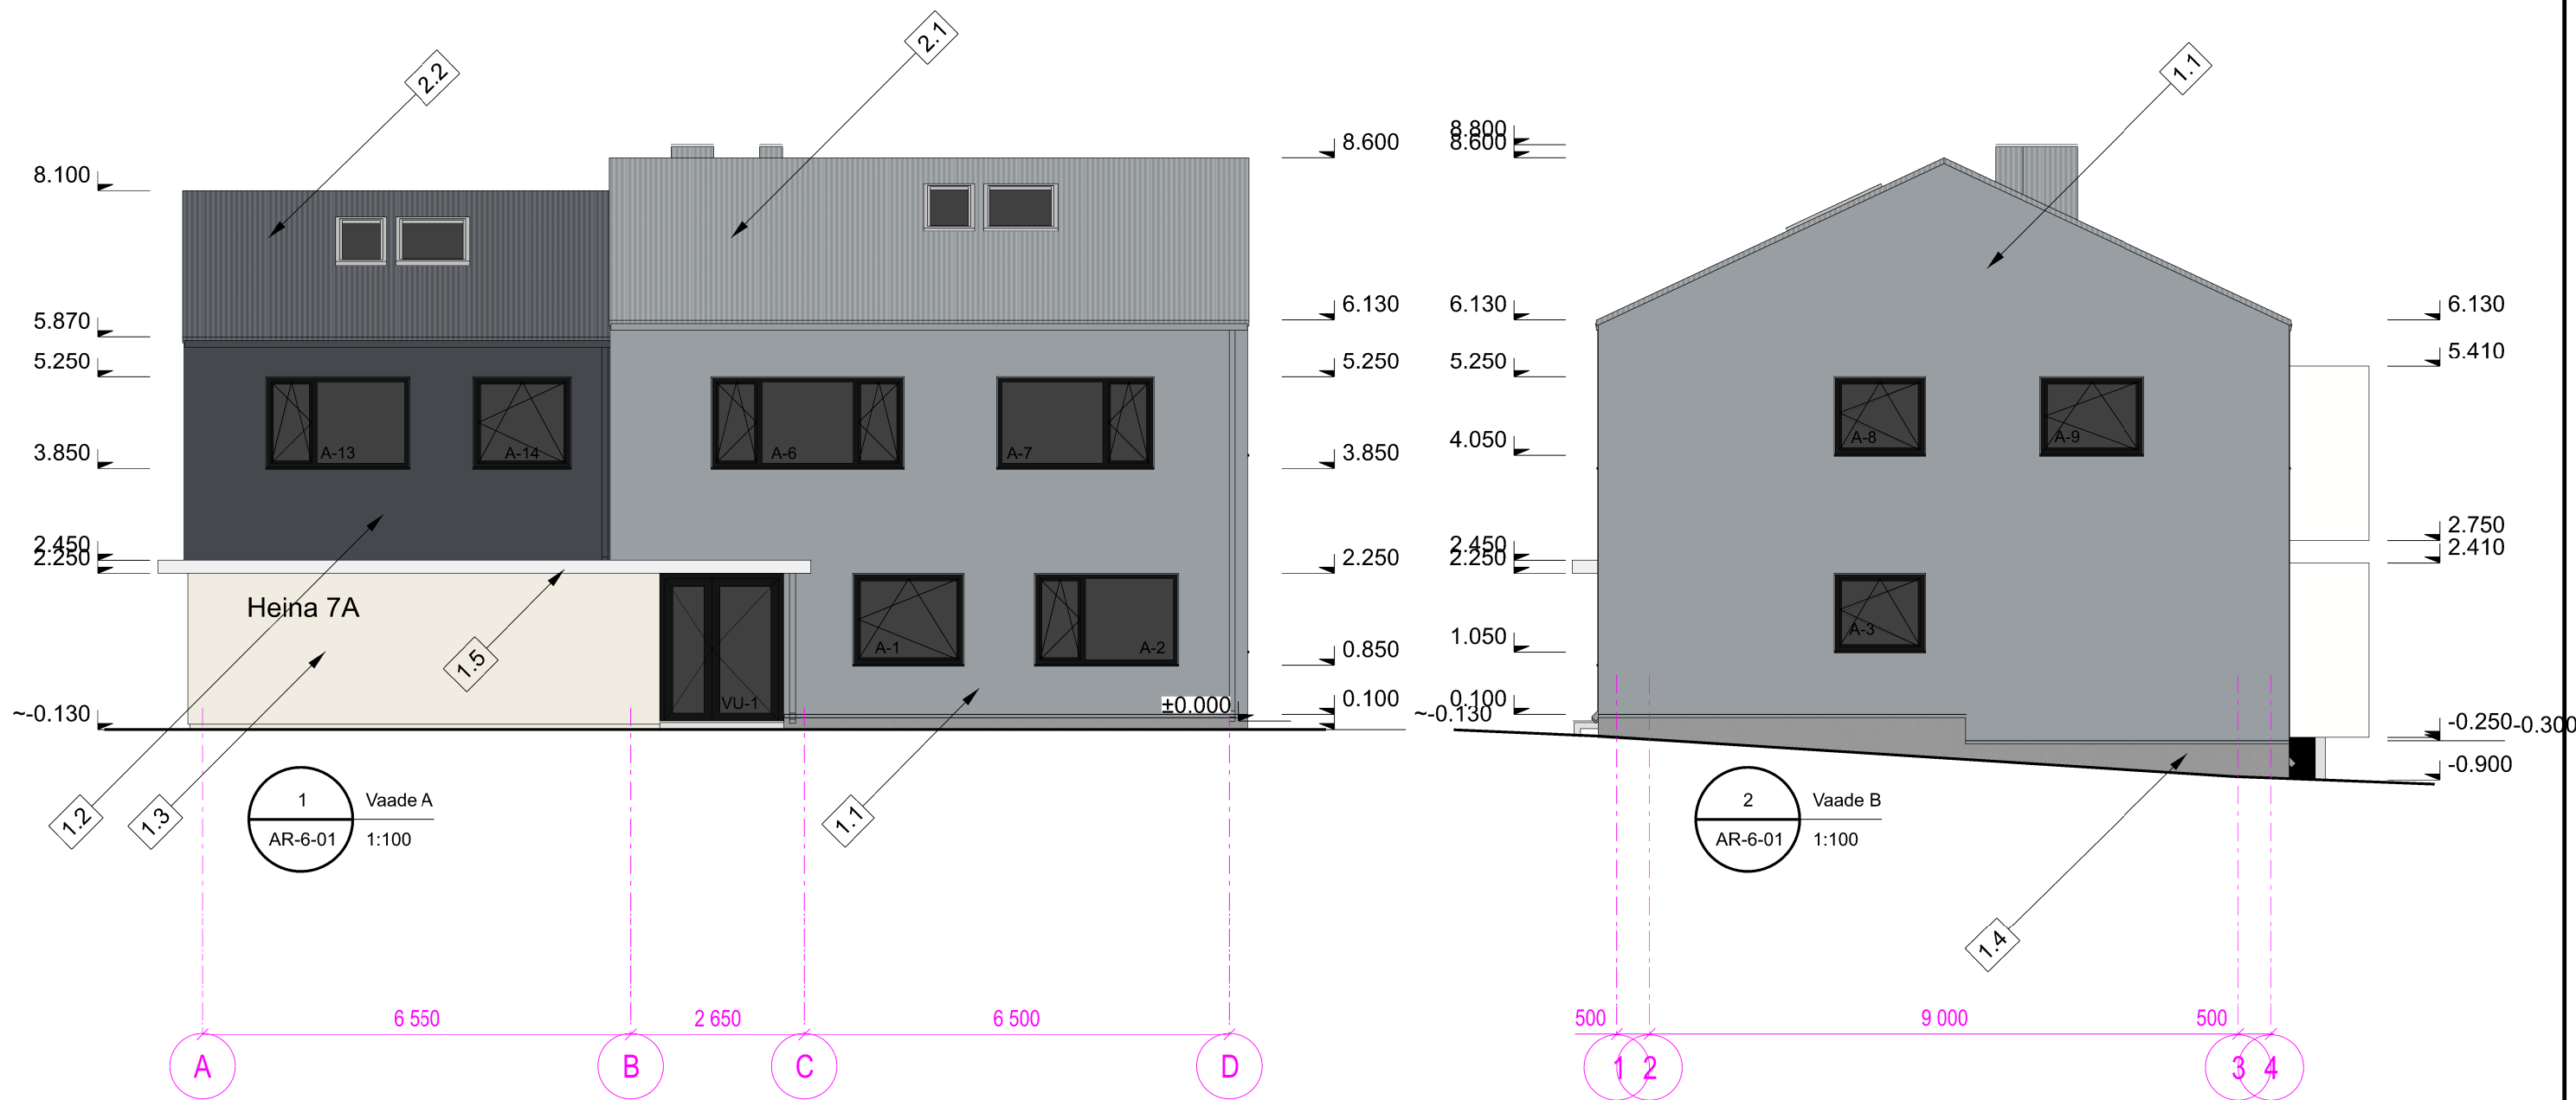 2.2
2.1
1.1
8.100
5.870
5.250
3.850
2.450
2.250
~-0.130
8.600
6.130
5.250
3.850
2.250
0.850
0.100
±0.000
A-13
A-14
A-6
A-7
Heina 7A
VU-1
A-1
A-2
1.5
1.2
1.3
1.1
1
Vaade A
AR-6-01
1:100
6 550
2 650
6 500
A
B
C
D
8.800
8.600
6.130
5.250
4.050
2.450
2.250
1.050
0.100
~-0.130
6.130
5.410
2.750
2.410
-0.250
-0.300
-0.900
A-8
A-9
A-3
2
Vaade B
AR-6-01
1:100
1.4
500
9 000
500
1
2
3
4